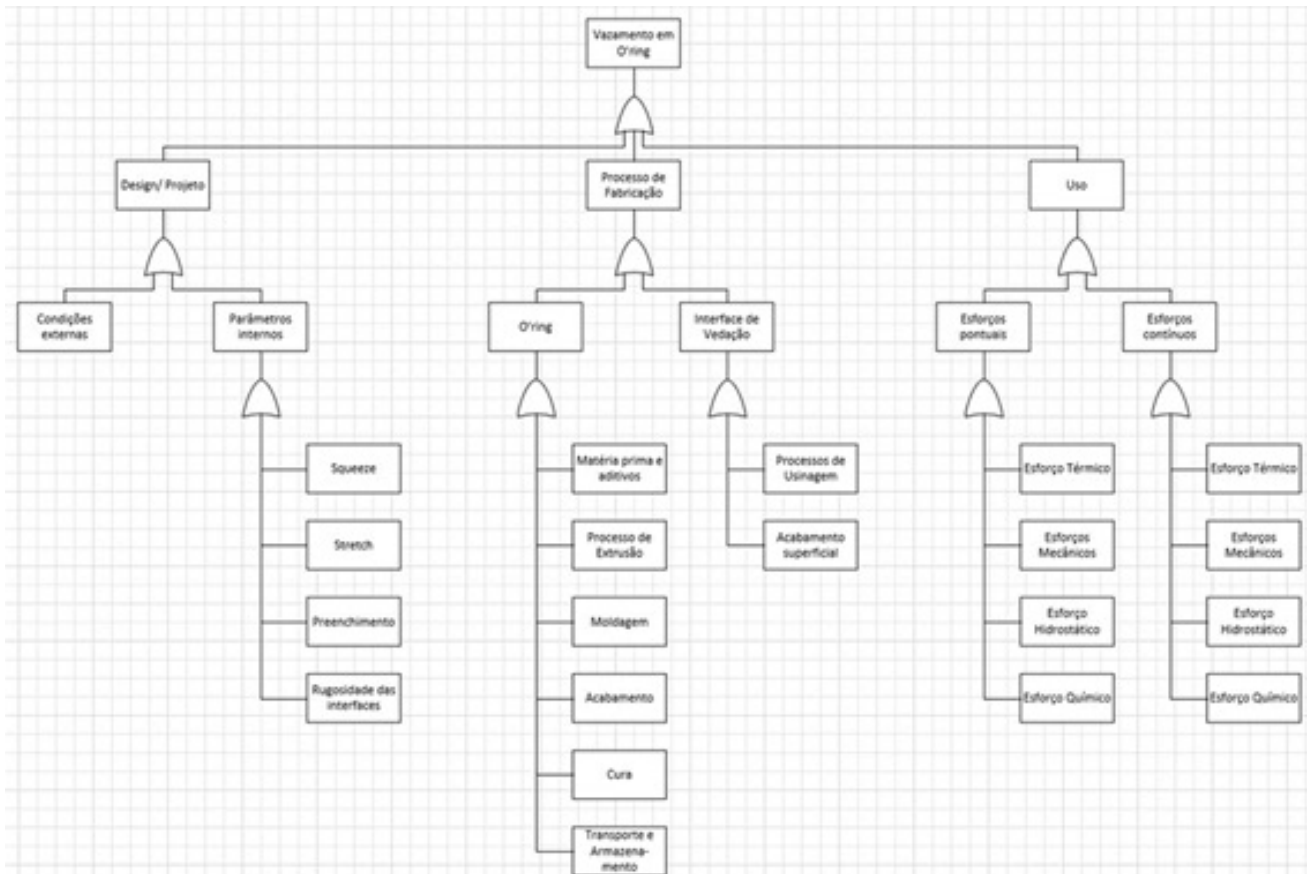 Vazamento em
O'ring
Design/ Projeto
Processo de
Fabricação
Uso
Condições
externas
Parâmetros
internos
O'ring
Interface de
Vedação
Esforços
pontuais
Esforços
contínuos
Squeeze
Stretch
Preenchimento
Rugosidade das
interfaces
Matéria prima e
aditivos
Processo de
Extrusão
Moldagem
Acabamento
Cura
Transporte e
Armazena-
mento
Processos de
Usinagem
Acabamento
superficial
Esforço Térmico
Esforços
Mecânicos
Esforço
Hidrostático
Esforço Químico
Esforço Térmico
Esforços
Mecânicos
Esforço
Hidrostático
Esforço Químico